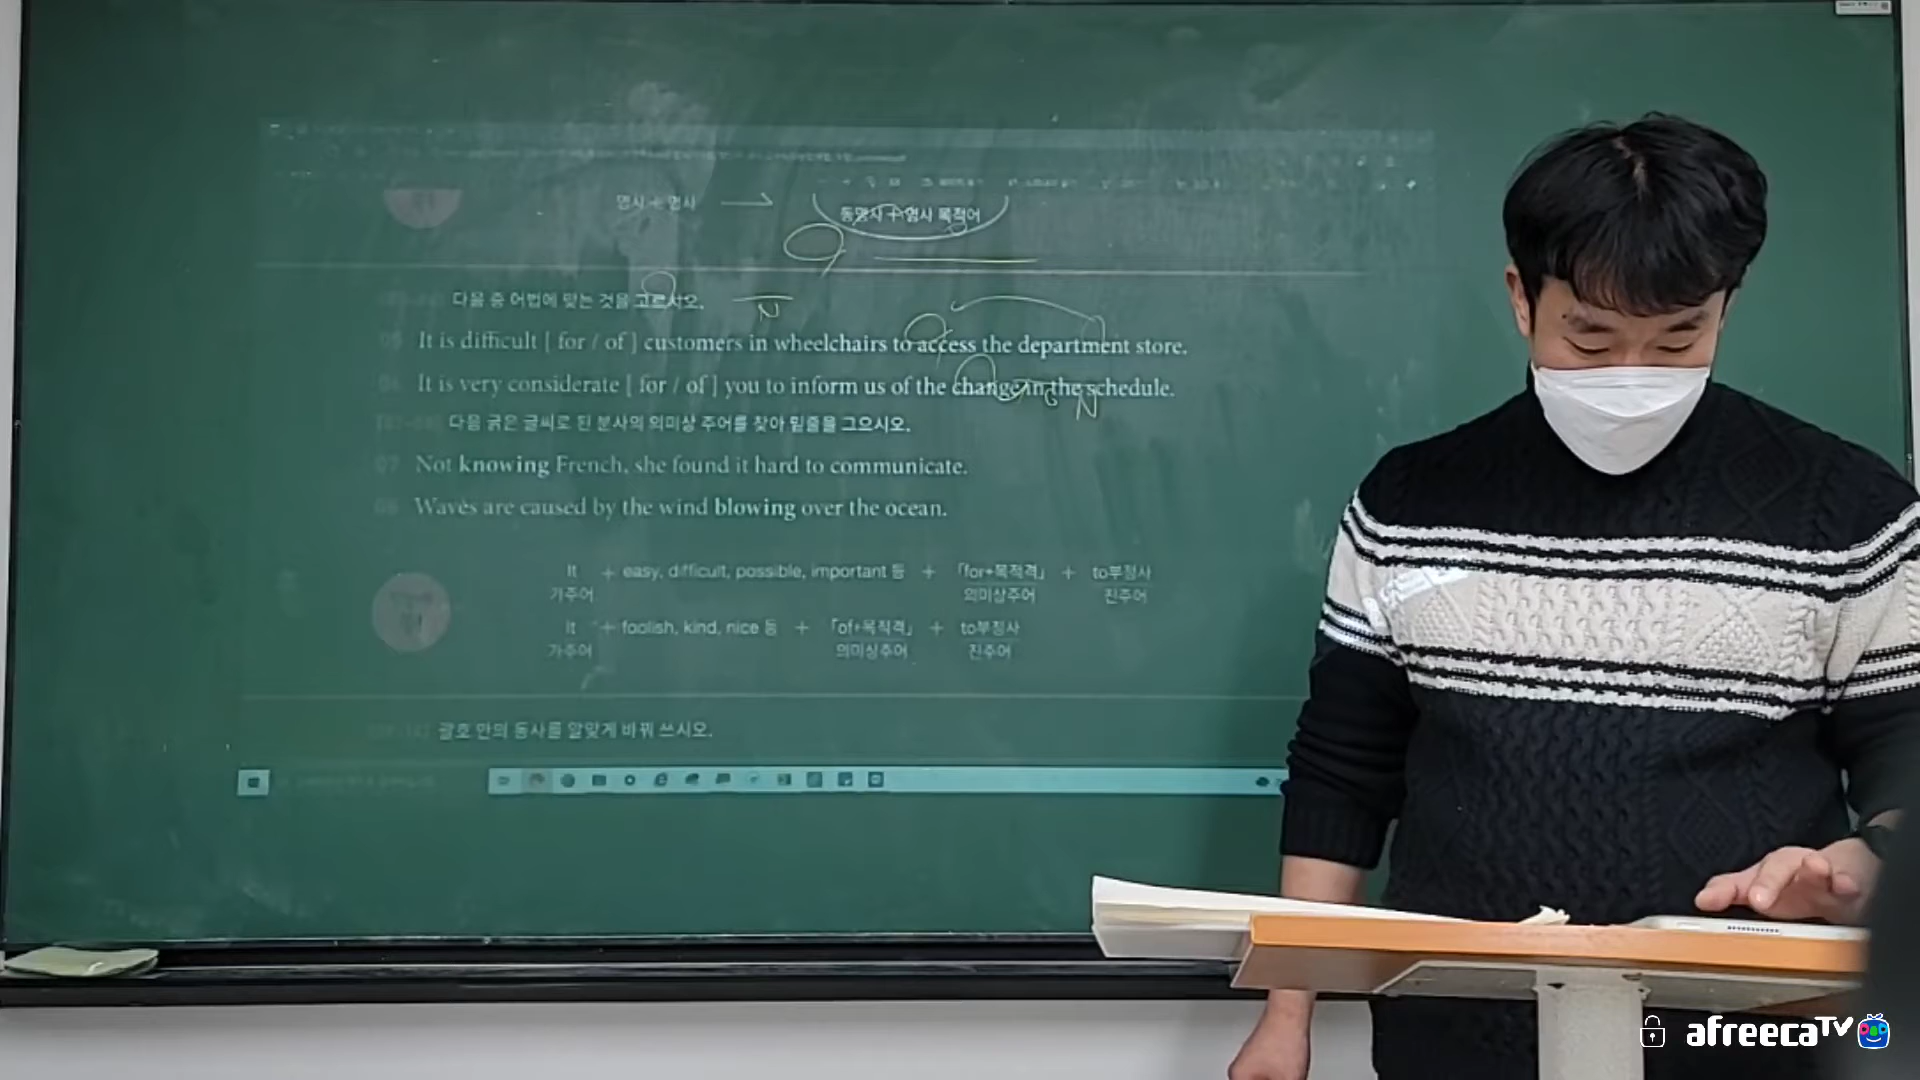 명사 + 명사 → 동명사 + 명사 목적어
다음 중 어법에 맞는 것을 고르시오.
N
05 It is difficult [ for / of ] customers in wheelchairs to access the department store.
06 It is very considerate [ for / of ] you to inform us of the change in the schedule.
N
다음 굵은 글씨로 된 분사의 의미상 주어를 찾아 밑줄을 그으시오.
07 Not knowing French, she found it hard to communicate.
08 Waves are caused by the wind blowing over the ocean.
It + easy, difficult, possible, important 등 + 「for+목적격」 + to부정사
가주어 의미상주어 진주어
It + foolish, kind, nice 등 + 「of+목적격」 + to부정사
가주어 의미상주어 진주어
괄호 안의 동사를 알맞게 바꿔 쓰시오.
afreecaTV